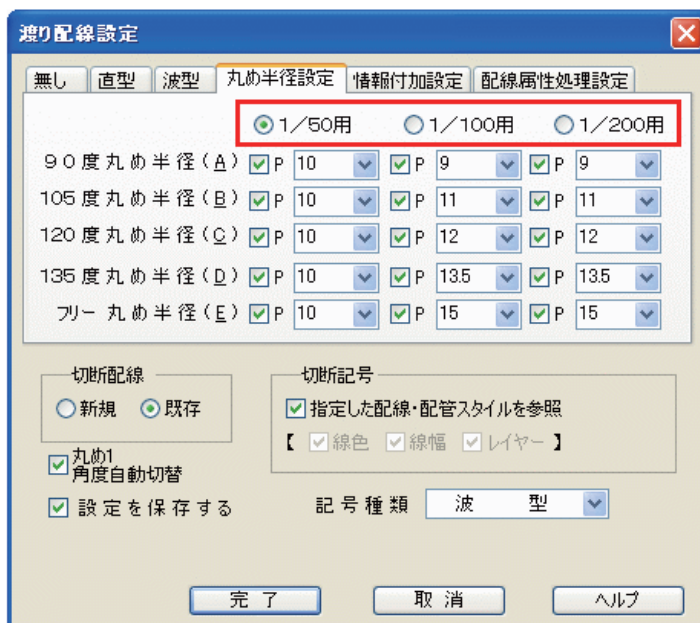 渡り配線設定
無し 直型 波型 丸め半径設定 情報付加設定 配線属性処理設定
1／50用 1／100用 1／200用
90度丸め半径(A) P 10 P 9 P 9
105度丸め半径(B) P 10 P 11 P 11
120度丸め半径(C) P 10 P 12 P 12
135度丸め半径(D) P 10 P 13.5 P 13.5
フリー 丸め半径(E) P 10 P 15 P 15
切断配線
新規 既存
丸め1
角度自動切替
設定を保存する
切断記号
指定した配線・配管スタイルを参照
【 線色 線幅 レイヤー 】
記号種類 波 型
完了 取消 ヘルプ